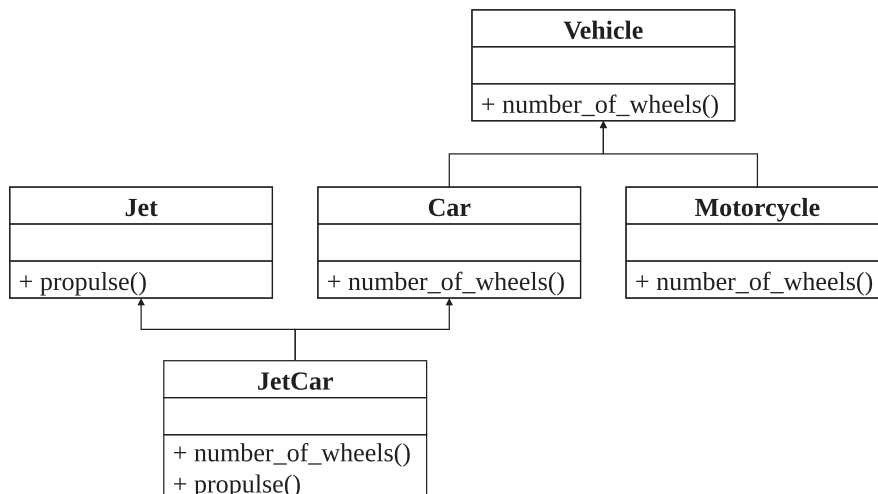 Vehicle
+ number_of_wheels()
Jet
+ propulse()
Car
+ number_of_wheels()
Motorcycle
+ number_of_wheels()
JetCar
+ number_of_wheels()
+ propulse()